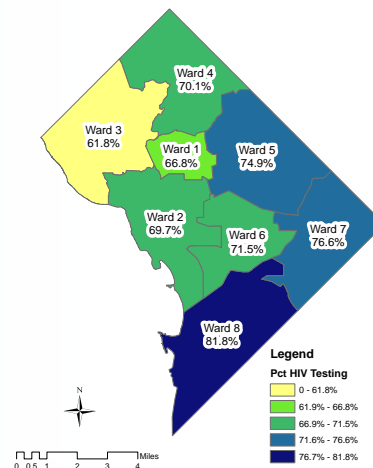 Ward 4
70.1%
Ward 3
61.8%
Ward 1
66.8%
Ward 5
74.9%
Ward 2
69.7%
Ward 6
71.5%
Ward 7
76.6%
Ward 8
81.8%
Legend
Pct HIV Testing
0 - 61.8%
61.9% - 66.8%
66.9% - 71.5%
71.6% - 76.6%
76.7% - 81.8%
N
Miles
0 0.5 1 2 3 4